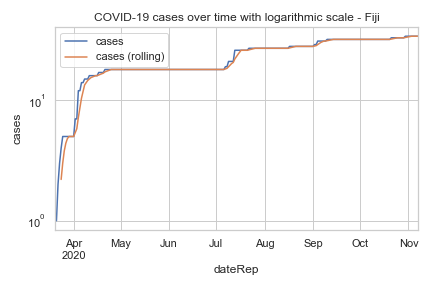 COVID-19 cases over time with logarithmic scale - Fiji
cases
cases (rolling)
10¹
10⁰
cases
Apr May Jun Jul Aug Sep Oct Nov
2020
dateRep